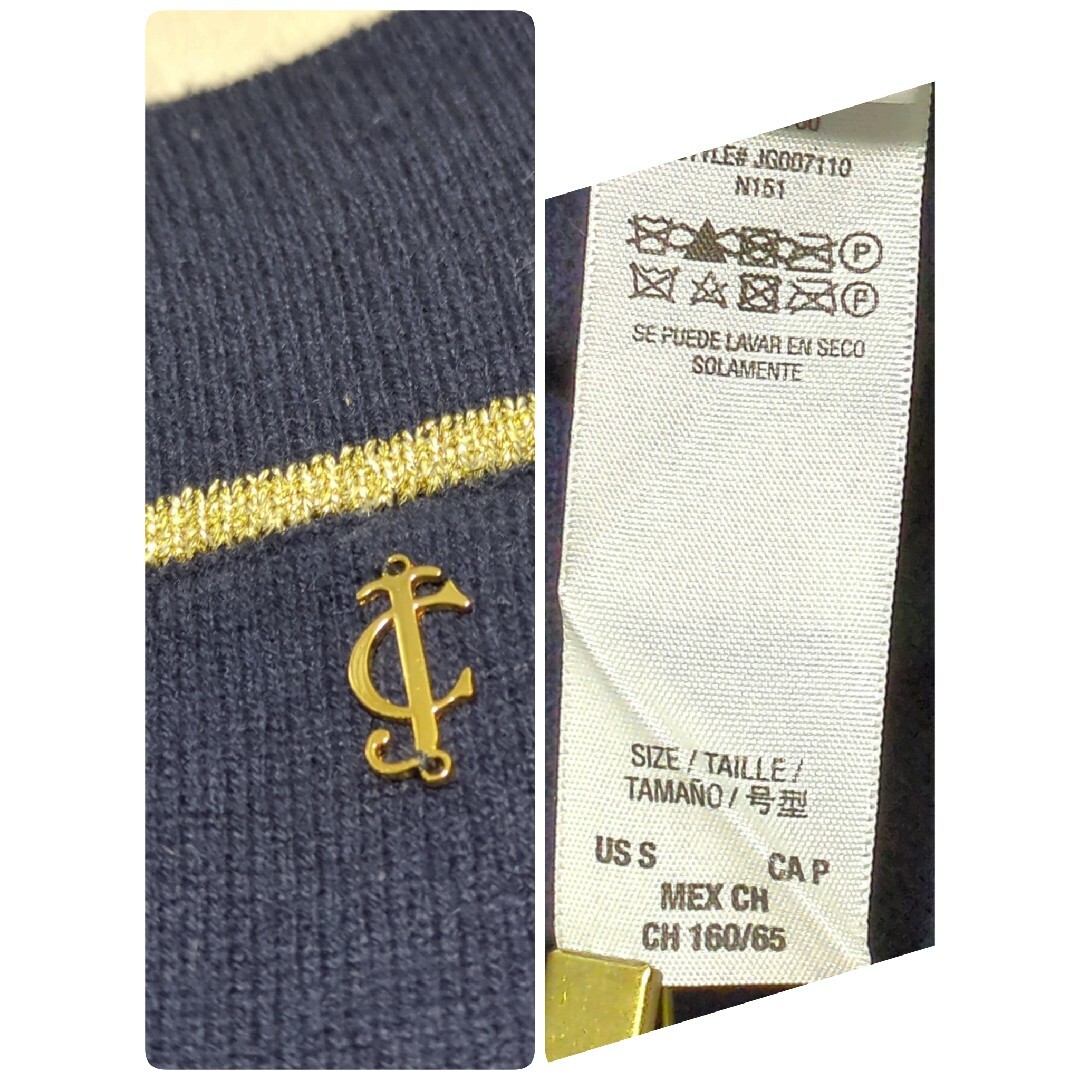 JG007110
N151
P
F
SE PUEDE LAVAR EN SECO
SOLAMENTE
SIZE / TAILLE /
TAMAÑO / 号型
US S CA P
MEX CH
CH 160/65